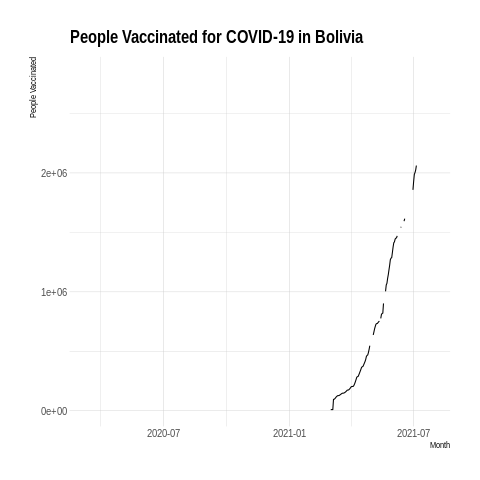 People Vaccinated for COVID-19 in Bolivia
People Vaccinated
2e+06
1e+06
0e+00
2020-07
2021-01
2021-07
Month